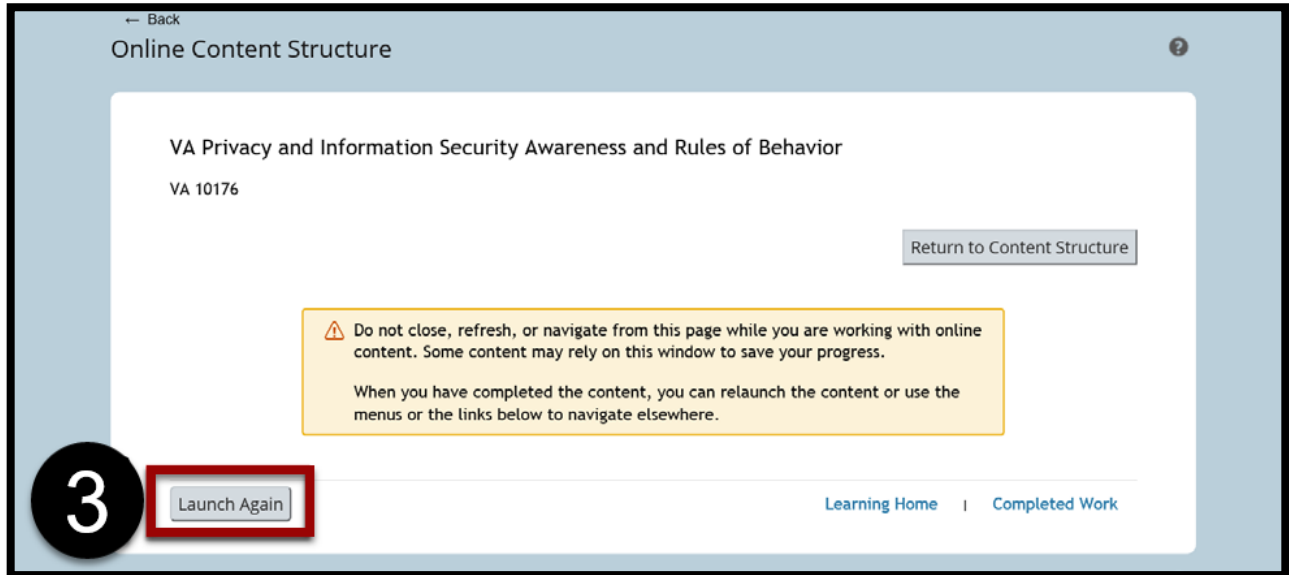 ← Back
Online Content Structure
?
VA Privacy and Information Security Awareness and Rules of Behavior
VA 10176
Return to Content Structure
Do not close, refresh, or navigate from this page while you are working with online
content. Some content may rely on this window to save your progress.
When you have completed the content, you can relaunch the content or use the
menus or the links below to navigate elsewhere.
3
Launch Again
Learning Home | Completed Work